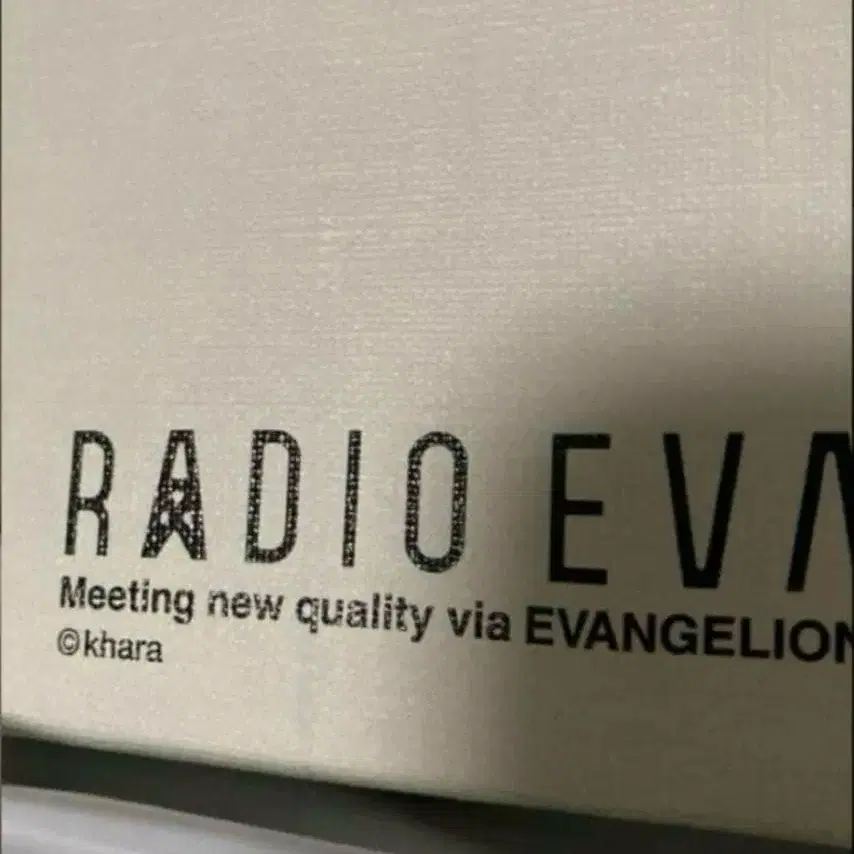 RADIO EVA
Meeting new quality via EVANGELION
©khara